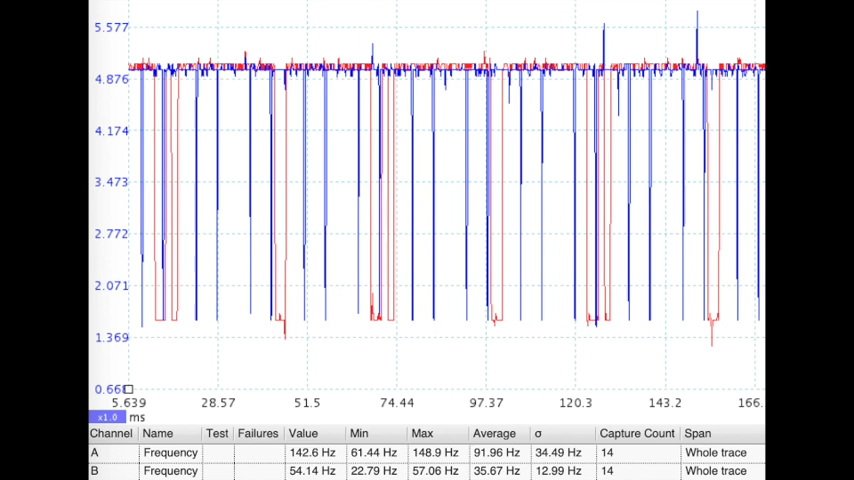 5.577
4.876
4.174
3.473
2.772
2.071
1.369
0.668
5.639 28.57 51.5 74.44 97.37 120.3 143.2 166.
x1.0 ms
Channel Name Test Failures Value Min Max Average σ Capture Count Span
A Frequency 142.6 Hz 61.44 Hz 148.9 Hz 91.96 Hz 34.49 Hz 14 Whole trace
B Frequency 54.14 Hz 22.79 Hz 57.06 Hz 35.67 Hz 12.99 Hz 14 Whole trace